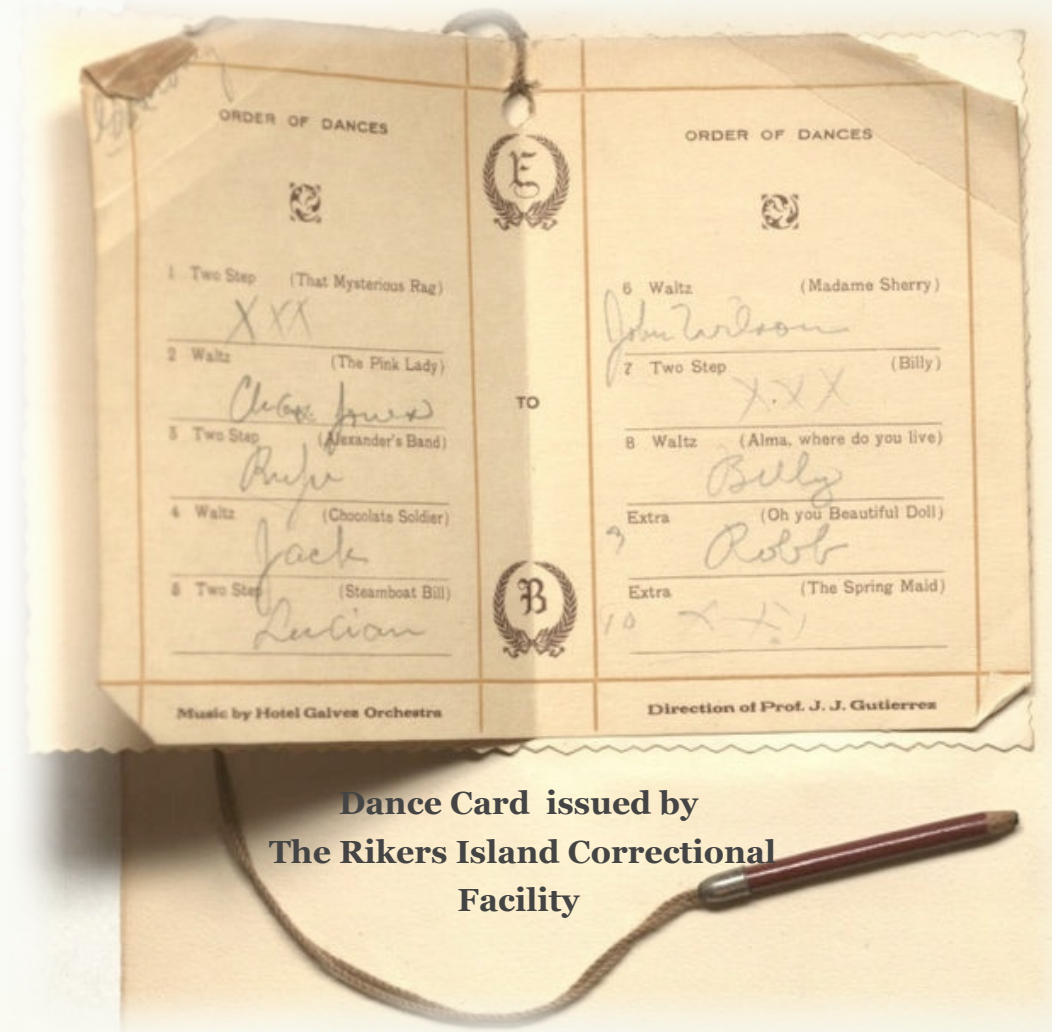 ORDER OF DANCES
1 Two Step (That Mysterious Rag)
XXX
2 Waltz (The Pink Lady)
Jones
3 Two Step (Alexander's Band)
4 Waltz (Chocolate Soldier)
Jack
5 Two Step (Steamboat Bill)
Lucian
Music by Hotel Galvez Orchestra
E
TO
B
ORDER OF DANCES
6 Waltz (Madame Sherry)
John Wilson
7 Two Step (Billy)
X.X X
8 Waltz (Alma, where do you live)
Billy
Extra (Oh you Beautiful Doll)
9 Robb
Extra (The Spring Maid)
10 X X
Direction of Prof. J. J. Gutierrez
Dance Card issued by
The Rikers Island Correctional
Facility